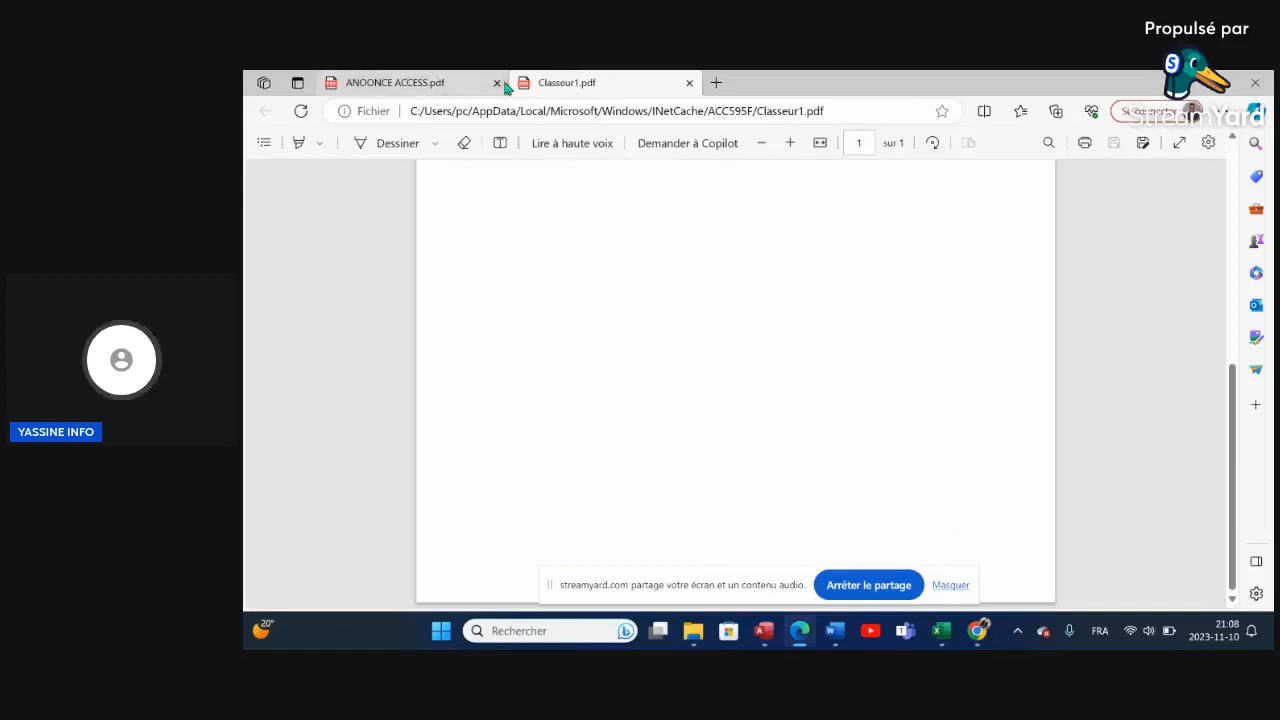 Propulsé par
StreamYard
ANOONCE ACCESS.pdf
Classeur1.pdf
Fichier
C:/Users/pc/AppData/Local/Microsoft/Windows/INetCache/ACC595F/Classeur1.pdf
Dessiner
Lire à haute voix
Demander à Copilot
1
sur 1
YASSINE INFO
streamyard.com partage votre écran et un contenu audio.
Arrêter le partage
Masquer
20°
Rechercher
FRA
21:08
2023-11-10